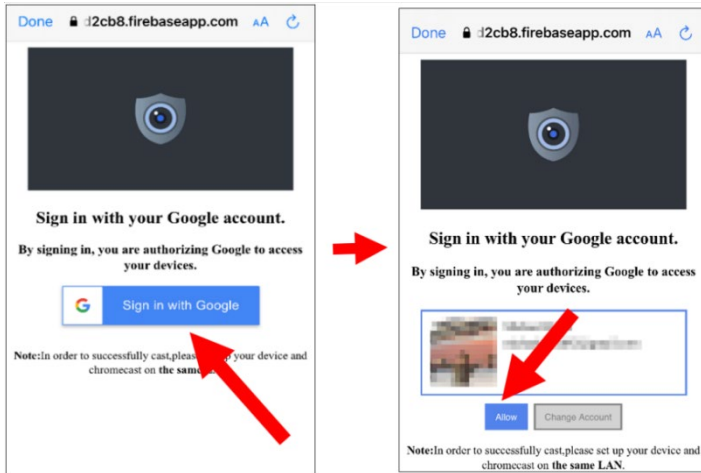 Done d2cb8.firebaseapp.com AA
Sign in with your Google account.
By signing in, you are authorizing Google to access
your devices.
G Sign in with Google
Note:In order to successfully cast,please up your device and
chromecast on the same
Done d2cb8.firebaseapp.com AA
Sign in with your Google account.
By signing in, you are authorizing Google to access
your devices.
Allow Change Account
Note:In order to successfully cast,please set up your device and
chromecast on the same LAN.